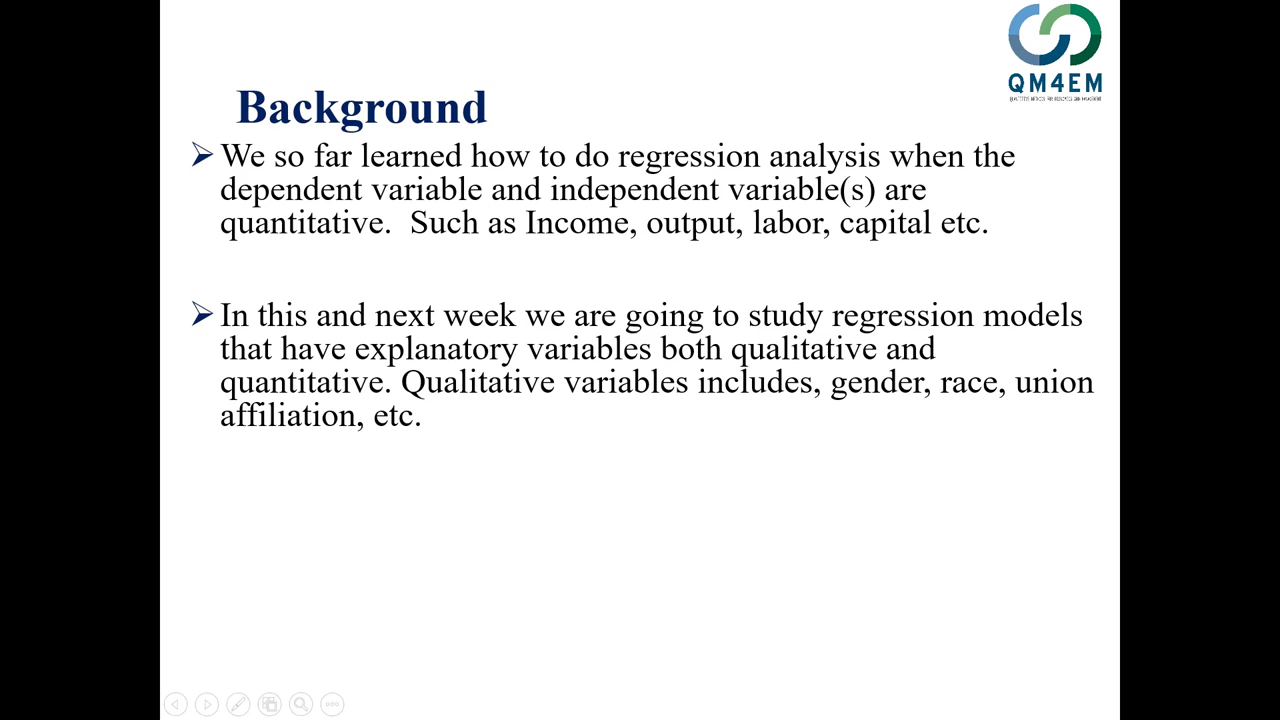 QM4EM
Background
We so far learned how to do regression analysis when the
dependent variable and independent variable(s) are
quantitative.  Such as Income, output, labor, capital etc.
In this and next week we are going to study regression models
that have explanatory variables both qualitative and
quantitative. Qualitative variables includes, gender, race, union
affiliation, etc.